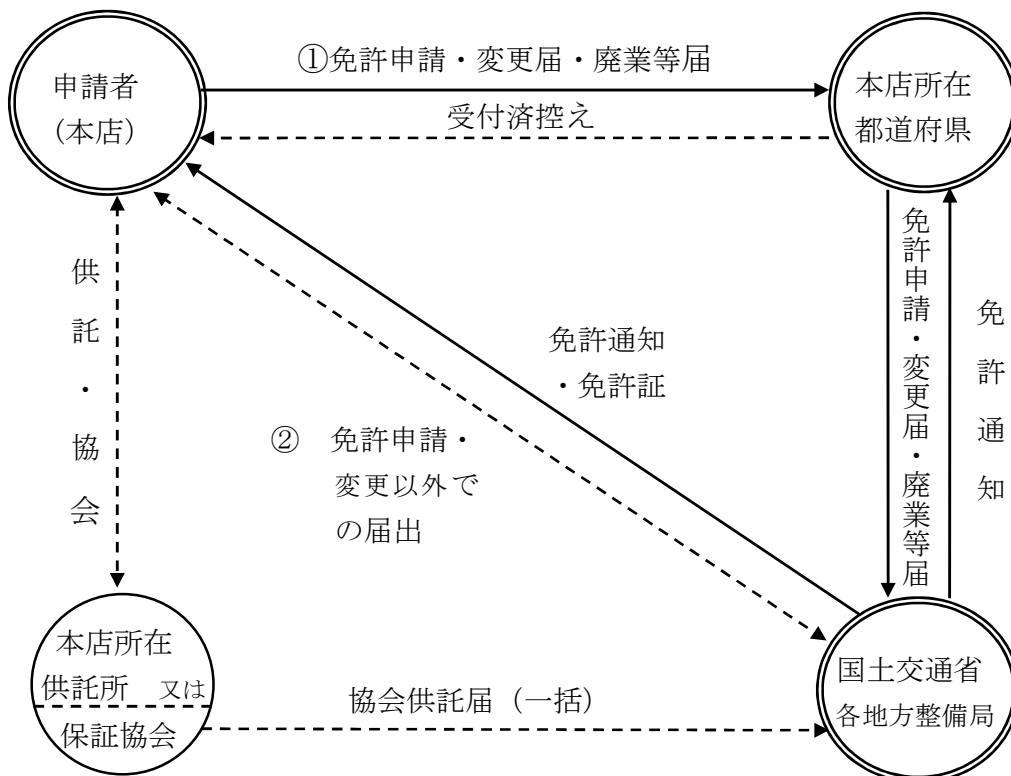 ①免許申請・変更届・廃業等届
申請者
(本店)
本店所在
都道府県
受付済控え
供託・協会
免許申請・変更届・廃業等届
免許通知
免許通知
・免許証
② 免許申請・
変更以外で
の届出
本店所在
供託所 又は
保証協会
協会供託届（一括）
国土交通省
各地方整備局